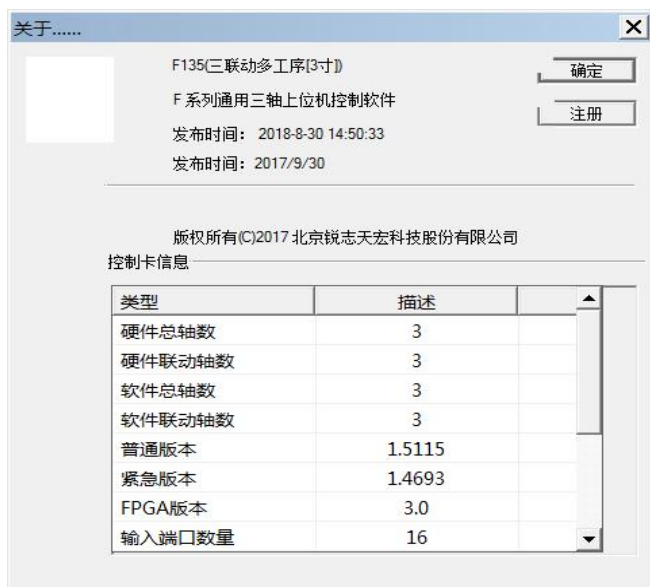 关于......
F135(三联动多工序[3寸])
确定
F 系列通用三轴上位机控制软件
注册
发布时间： 2018-8-30 14:50:33
发布时间：2017/9/30
版权所有(C)2017 北京锐志天宏科技股份有限公司
控制卡信息
类型 描述
硬件总轴数 3
硬件联动轴数 3
软件总轴数 3
软件联动轴数 3
普通版本 1.5115
紧急版本 1.4693
FPGA版本 3.0
输入端口数量 16